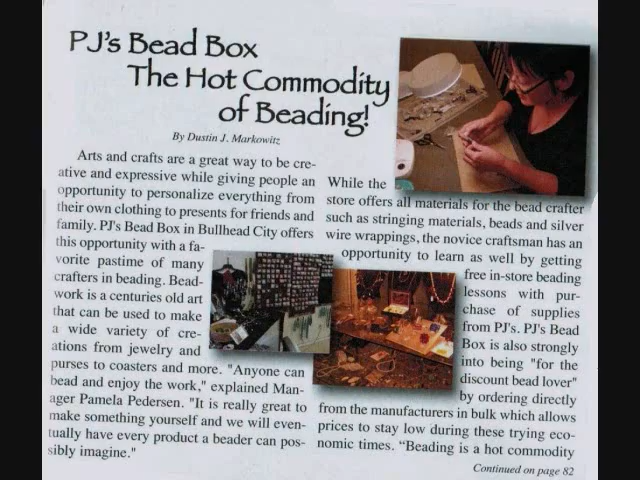 PJ's Bead Box
The Hot Commodity
of Beading!
By Dustin J. Markowitz
Arts and crafts are a great way to be cre-
ative and expressive while giving people an
opportunity to personalize everything from
their own clothing to presents for friends and
family. PJ's Bead Box in Bullhead City offers
this opportunity with a fa-
vorite pastime of many
crafters in beading. Bead-
work is a centuries old art
that can be used to make
a wide variety of cre-
ations from jewelry and
purses to coasters and more. "Anyone can
bead and enjoy the work," explained Man-
ager Pamela Pedersen. "It is really great to
make something yourself and we will even-
tually have every product a beader can pos-
sibly imagine."
While the
store offers all materials for the bead crafter
such as stringing materials, beads and silver
wire wrappings, the novice craftsman has an
opportunity to learn as well by getting
free in-store beading
lessons with pur-
chase of supplies
from PJ's. PJ's Bead
Box is also strongly
into being "for the
discount bead lover"
by ordering directly
from the manufacturers in bulk which allows
prices to stay low during these trying eco-
nomic times. "Beading is a hot commodity
Continued on page 82